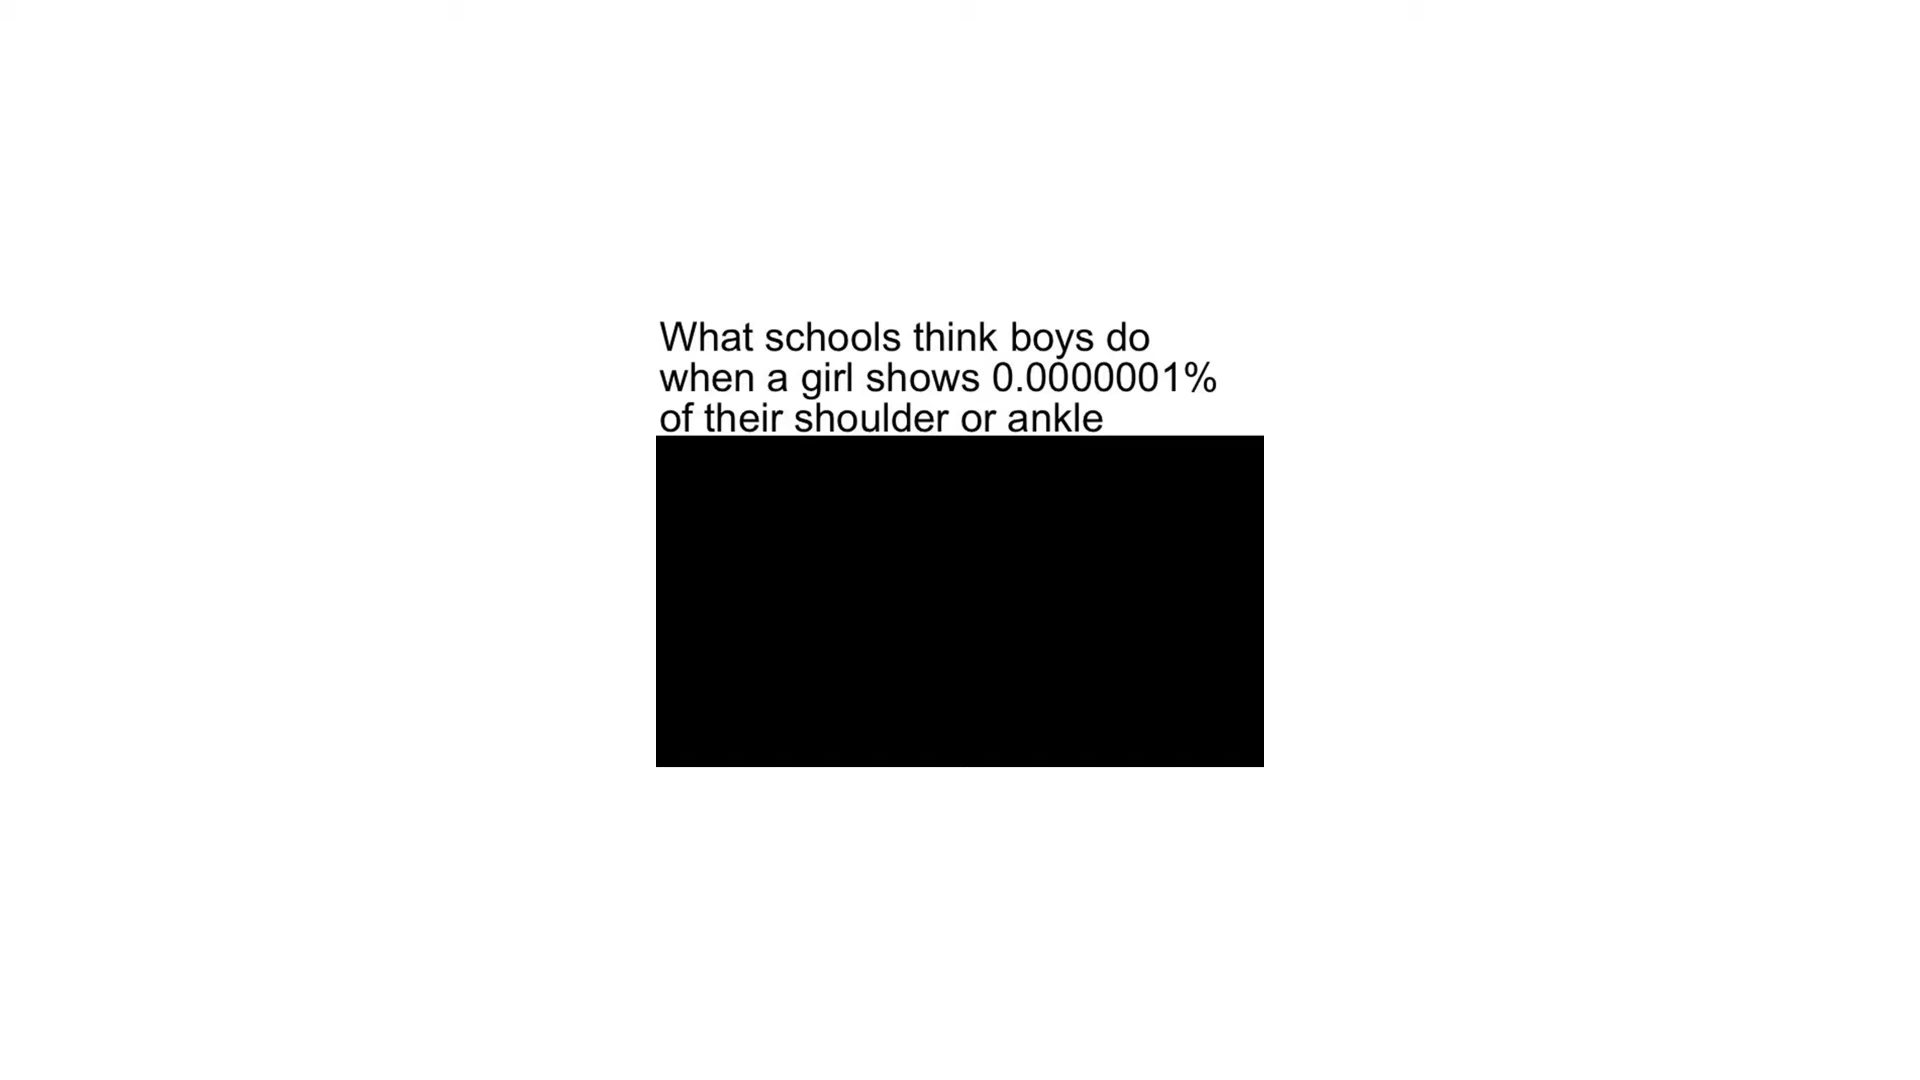 What schools think boys do
when a girl shows 0.0000001%
of their shoulder or ankle